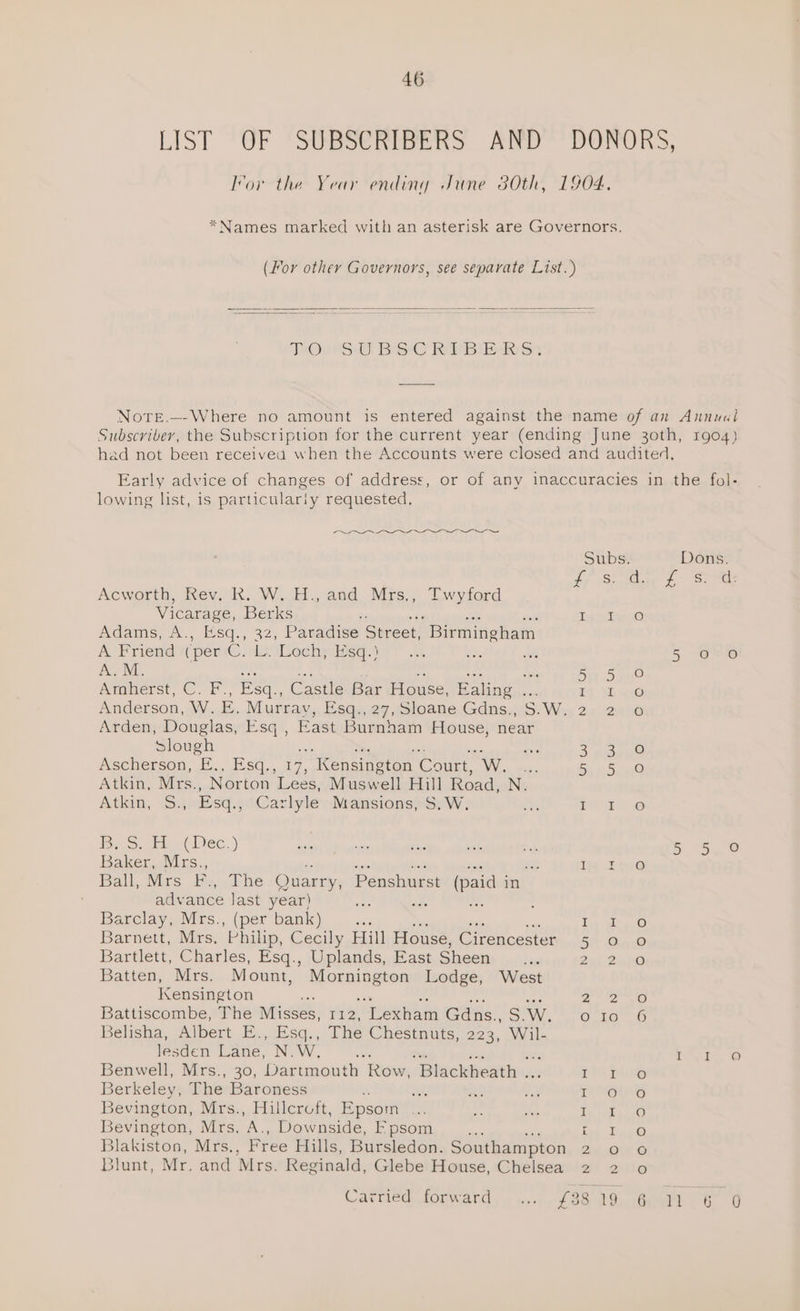 46
LIST OF SUBSCRIBERS AND DONORS,
For the Year ending June 30th, 1904.
*Names marked with an asterisk are Governors.
(For other Governors, see separate List.)
TO SUBSCRIBERS.
NOTE.—Where no amount is entered against the name of an Annual
Subscriber, the Subscription for the current year (ending June 30th, 1904)
had not been received when the Accounts were closed and audited.
Early advice of changes of address, or of any inaccuracies in the fol-
lowing list, is particularly requested.
Subs. Dons.
£ s. d. £ s. d.
Acworth, Rev. R. W. H., and Mrs., Twyford
Vicarage, Berks ... 1 1 0
Adams, A., Esq., 32, Paradise Street, Birmingham
A Friend (per C. L. Loch, Esq.) ... 5 0 0
A. M. ... 5 5 0
Amherst, C. F., Esq., Castle Bar House, Ealing ... 1 1 0
Anderson, W. E. Murray, Esq., 27, Sloane Gdns., S.W. 2 2 0
Arden, Douglas, Esq , East Burnham House, near
Slough ... 3 3 0
Ascherson, E., Esq., 17, Kensington Court, W. ... 5 5 0
Atkin, Mrs., Norton Lees, Muswell Hill Road, N.
Atkin, S., Esq., Carlyle Mansions, S.W. ... 1 1 0
B. S. H (Dec.) ... 5 5 0
Baker, Mrs., ... 1 1 0
Ball, Mrs F., The Quarry, Penshurst (paid in
advance last year) ...
Barclay, Mrs., (per bank) ... 1 1 0
Barnett, Mrs. Philip, Cecily Hill House, Cirencester 5 0 0
Bartlett, Charles, Esq., Uplands, East Sheen ... 2 2 0
Batten, Mrs. Mount, Mornington Lodge, West
Kensington ... 2 2 0
Battiscombe, The Misses, 112, Lexham Gdns., S.W. 0 10 6
Belisha, Albert E., Esq., The Chestnuts, 223, Wil-
lesden Lane, N.W. ... 1 1 0
Benwell, Mrs., 30, Dartmouth Row, Blackheath ... 1 1 0
Berkeley, The Baroness ... 1 0 0
Bevington, Mrs., Hillcroft, Epsom ... 1 1 0
Bevington, Mrs. A., Downside, Epsom ... 1 1 0
Blakiston, Mrs., Free Hills, Bursledon. Southampton 2 0 0
Blunt, Mr. and Mrs. Reginald, Glebe House, Chelsea 2 2 0
Carried forward ... £38 19 6 11 6 0